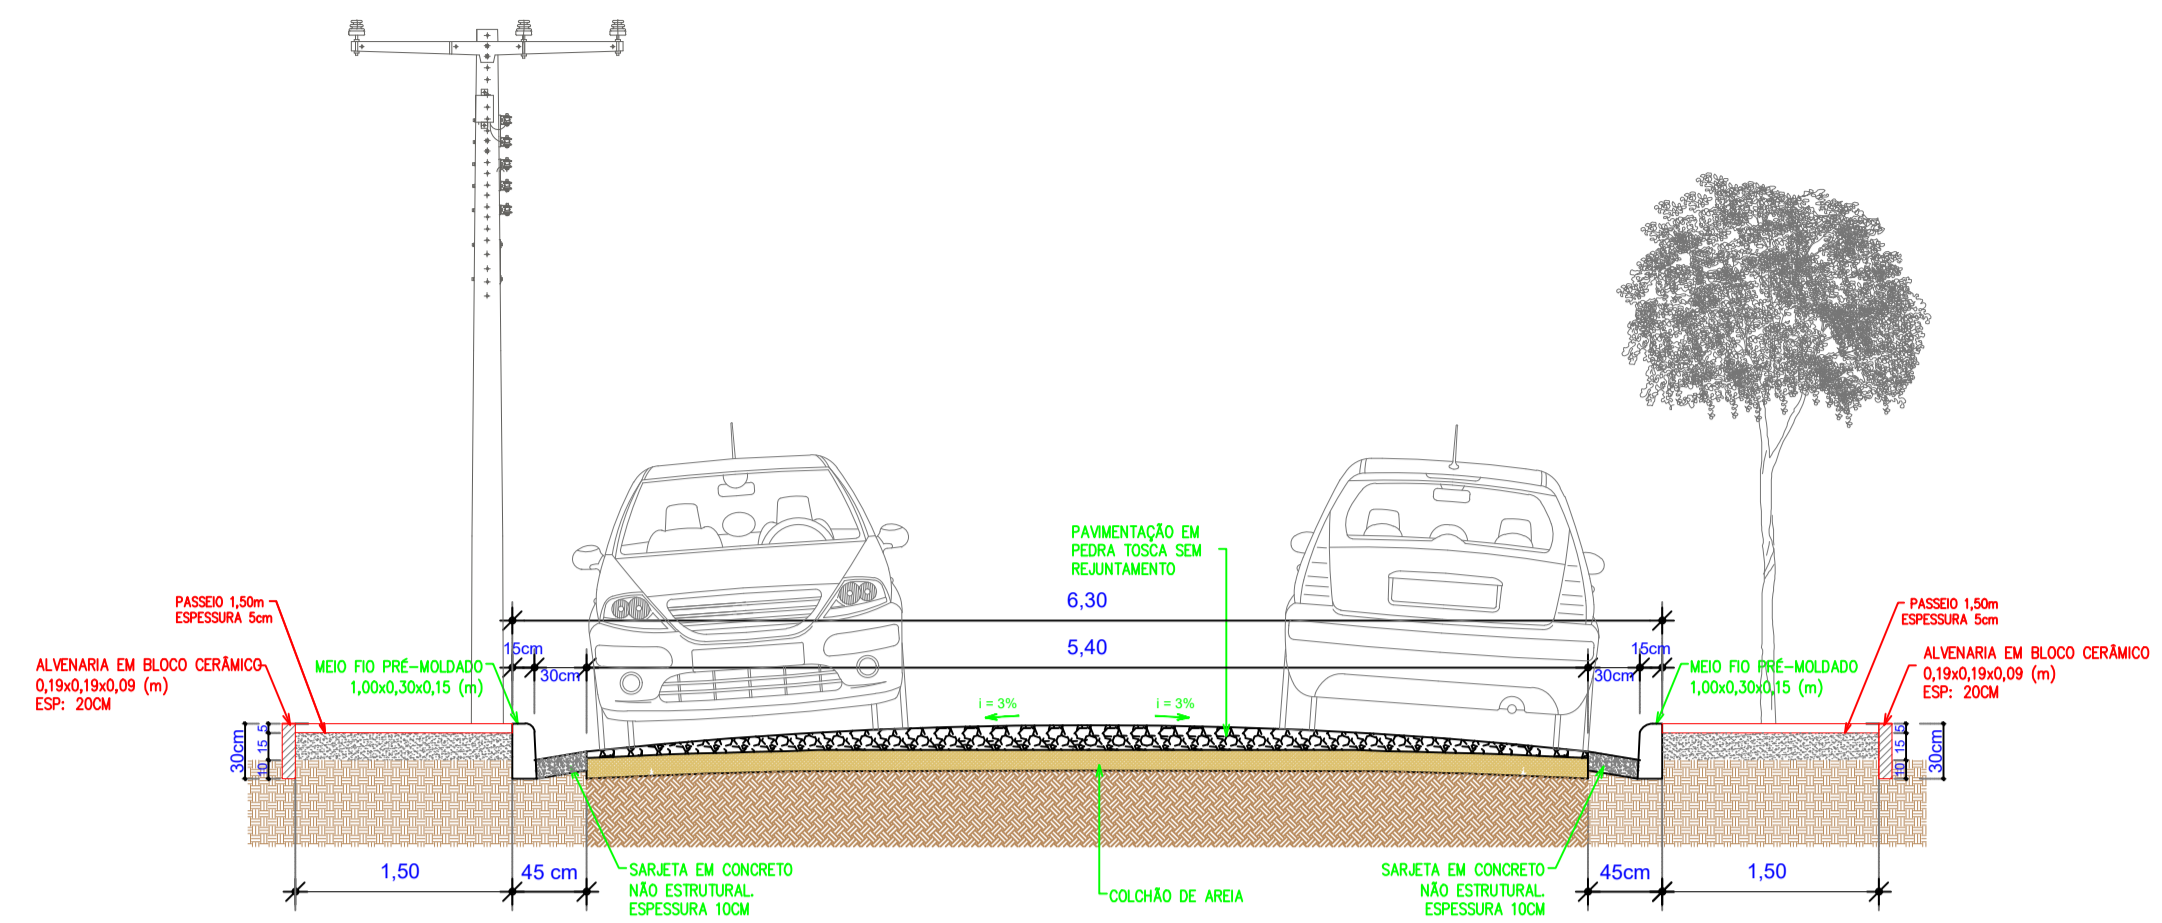 PAVIMENTAÇÃO EM
PEDRA TOSCA SEM
REJUNTAMENTO
6,30
5,40
15cm
30cm
15cm
30cm
PASSEIO 1,50m
ESPESSURA 5cm
ALVENARIA EM BLOCO CERÂMICO
0,19x0,19x0,09 (m)
ESP: 20CM
MEIO FIO PRÉ-MOLDADO
1,00x0,30x0,15 (m)
PASSEIO 1,50m
ESPESSURA 5cm
MEIO FIO PRÉ-MOLDADO
1,00x0,30x0,15 (m)
ALVENARIA EM BLOCO CERÂMICO
0,19x0,19x0,09 (m)
ESP: 20CM
i = 3%
i = 3%
30cm
5
15
10
5
15
10
30cm
1,50
45 cm
SARJETA EM CONCRETO
NÃO ESTRUTURAL.
ESPESSURA 10CM
COLCHÃO DE AREIA
SARJETA EM CONCRETO
NÃO ESTRUTURAL.
ESPESSURA 10CM
45cm
1,50